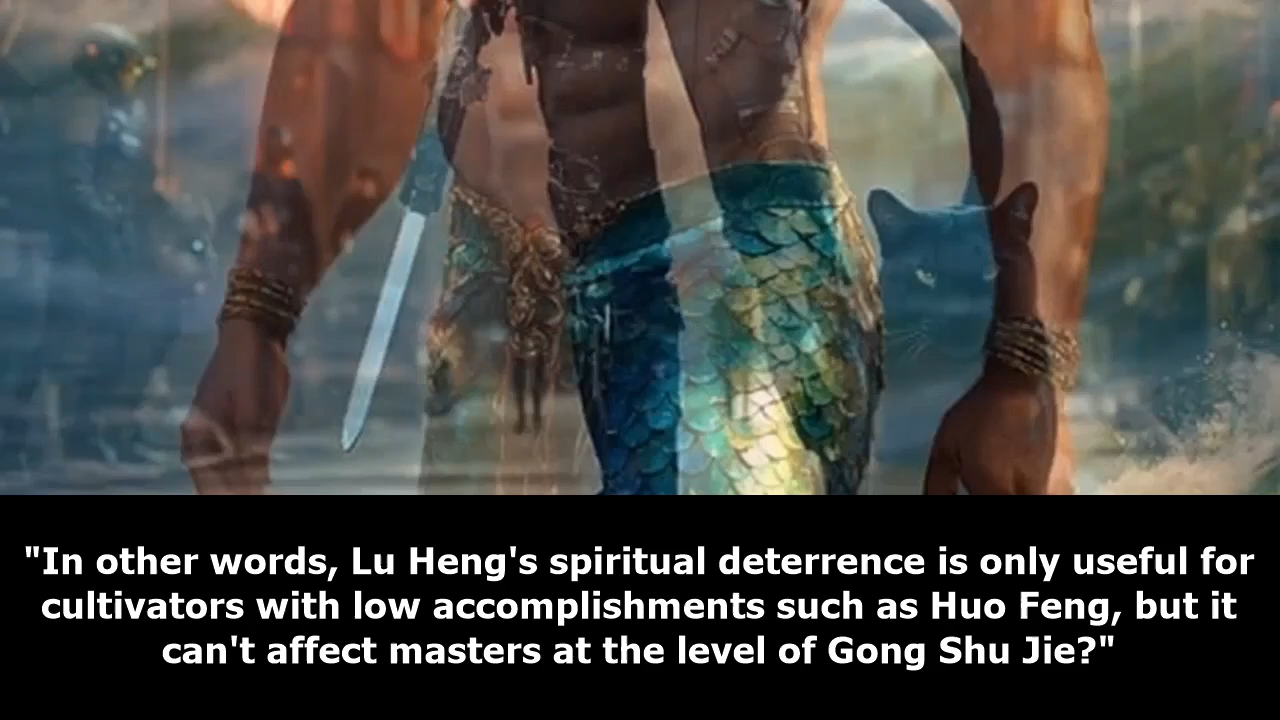 "In other words, Lu Heng's spiritual deterrence is only useful for
cultivators with low accomplishments such as Huo Feng, but it
can't affect masters at the level of Gong Shu Jie?"